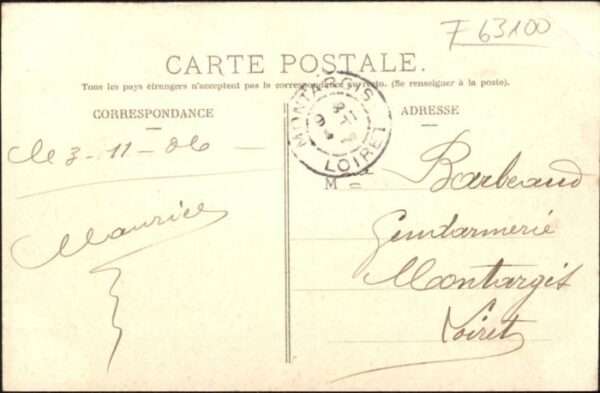 F 63100
CARTE POSTALE.
Tous les pays étrangers n'acceptent pas la correspondance au recto. (Se renseigner à la poste).
CORRESPONDANCE
ADRESSE
MONTARGIS
LOIRET
le 3-11-06
Maurice
M
Barbeaud
Gendarmerie
Montargis
Loiret